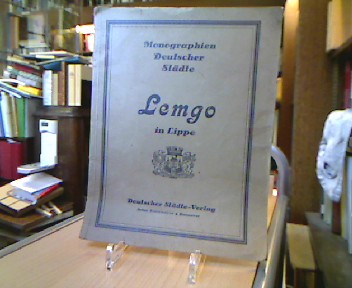 Monographien
Deutscher
Städte
Lemgo
in Lippe
Deutscher Städte-Verlag